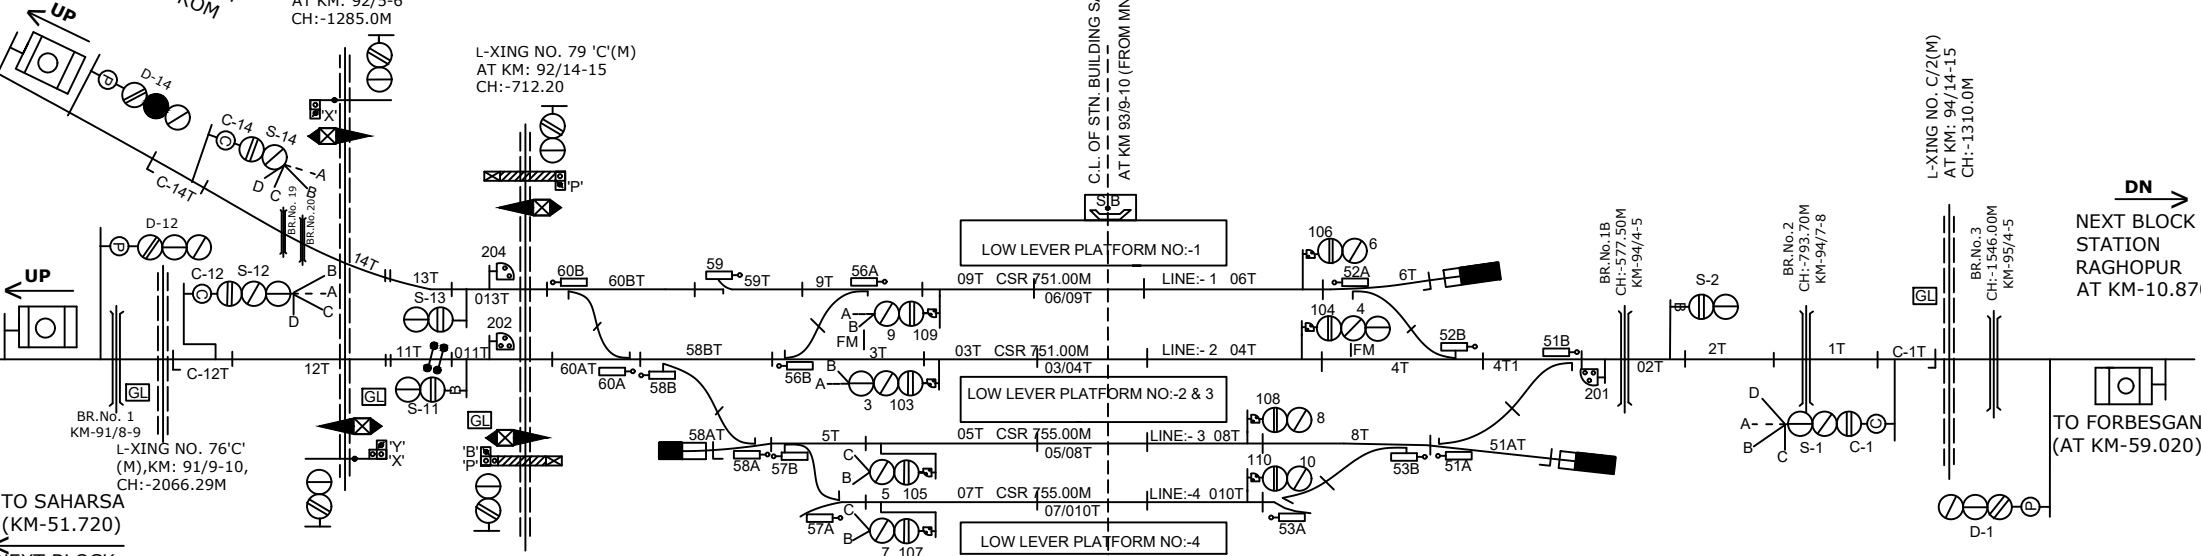 UP
AT KM: 92/5-6
CH:-1285.0M
L-XING NO. 79 'C'(M)
AT KM: 92/14-15
CH:-712.20
C.L. OF STN. BUILDING
AT KM 93/9-10 (FROM
L-XING NO. C/2(M)
AT KM: 94/14-15
CH:-1310.0M
P
D-14
C
C-14
S-14
A
B
C
D
C-14T
BR.No. 19
'X'
'P'
SB
LOW LEVER PLATFORM NO:-1
DN
NEXT BLOCK
STATION
RAGHOPUR
BR.No.1B
CH:-577.50M
KM-94/4-5
BR.No.2
CH:-793.70M
KM-94/7-8
BR.No.3
CH:-1546.00M
KM-95/4-5
P
D-12
UP
C-12
C
S-12
B
A
C
D
14T
13T
204
013T
60B
60BT
59
59T
9T
56A
09T CSR 751.00M LINE:- 1 06T
06/09T
106
6
52A
6T
S-2
B
GL
S-13
202
A
B
FM
9
109
104
4
FM
C-12T
12T
11T
011T
60AT
58BT
3T
03T CSR 751.00M LINE:- 2 04T
03/04T
4T
52B
4T1
51B
02T
2T
1T
C-1T
GL
GL
S-11
B
60A
58B
56B
B
A
3
103
LOW LEVER PLATFORM NO:-2 & 3
201
BR.No. 1
KM-91/8-9
GL
58AT
5T
05T CSR 755.00M LINE:- 3 08T
05/08T
108
8
8T
51AT
D
A
B
C
S-1
C-1
C
TO FORBESGAN
(AT KM-59.020)
L-XING NO. 76'C'
(M),KM: 91/9-10,
CH:-2066.29M
'Y'
'X'
'B'
'P'
58A
57B
C
B
5
105
110
10
53B
51A
TO SAHARSA
(KM-51.720)
07T CSR 755.00M LINE:-4 010T
07/010T
57A
C
B
7
107
53A
LOW LEVER PLATFORM NO:-4
P
D-1